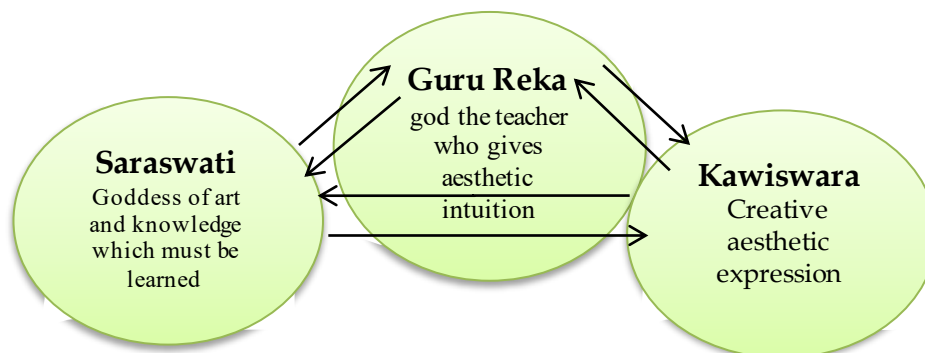 Saraswati
Goddess of art
and knowledge
which must be
learned
Guru Reka
god the teacher
who gives
aesthetic
intuition
Kawiswara
Creative
aesthetic
expression